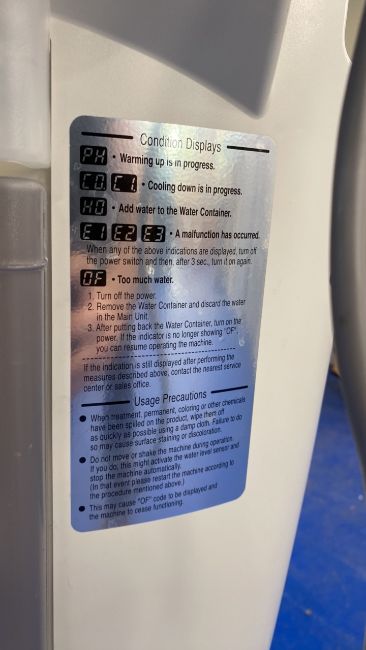 Condition Displays
PH • Warming up is in progress.
C0. C1 • Cooling down is in progress.
H0 • Add water to the Water Container.
E1 E2 E3 • A malfunction has occurred.
When any of the above indications are displayed, turn off
the power switch and then, after 3 sec., turn it on again.
OF • Too much water.
1. Turn off the power.
2. Remove the Water Container and discard the water
in the Main Unit.
3. After putting back the Water Container, turn on the
power. If the indicator is no longer showing "OF",
you can resume operating the machine.
If the indication is still displayed after performing the
measures described above, contact the nearest service
center or sales office.
Usage Precautions
● When treatment, permanent, coloring or other chemicals
have been spilled on the product, wipe them off
as quickly as possible using a damp cloth. Failure to do
so may cause surface staining or discoloration.
● Do not move or shake the machine during operation.
If you do, this might activate the water level sensor and
stop the machine automatically.
(In that event please restart the machine according to
the procedure mentioned above.)
● This may cause "OF" code to be displayed and
the machine to cease functioning.